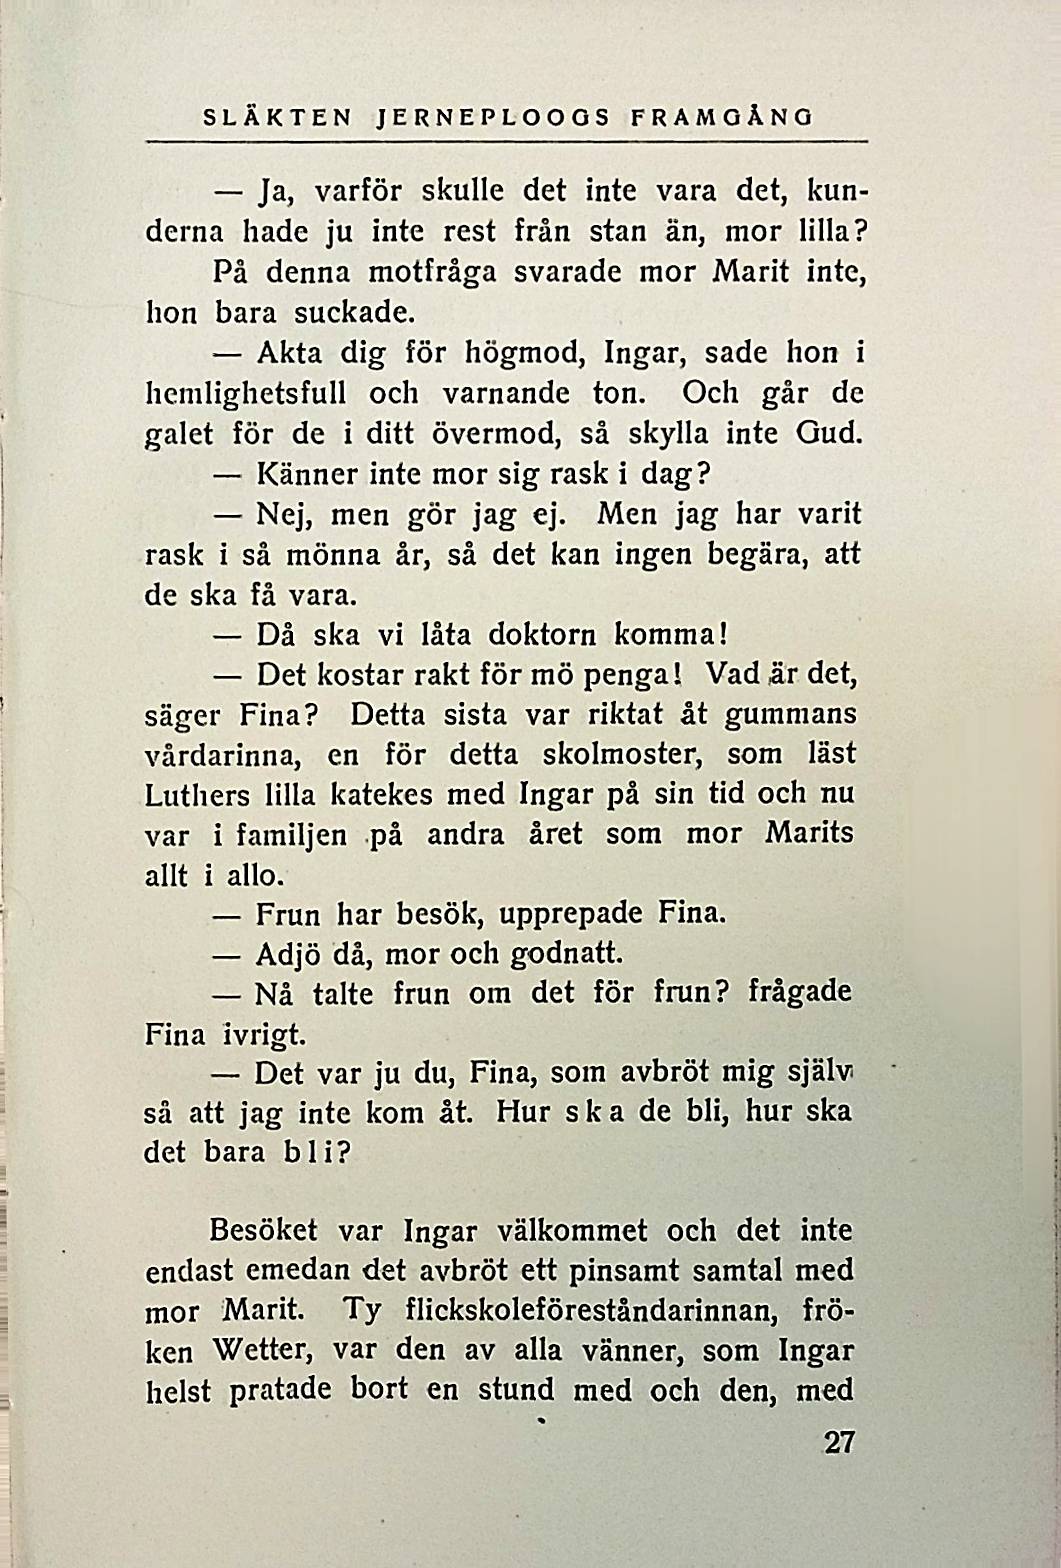 SLÄKTEN JERNEPLOOGS FRAMGÅNG
— Ja, varför skulle det inte vara det, kun-
derna hade ju inte rest från stan än, mor lilla?
På denna motfråga svarade mor Marit inte,
hon bara suckade.
— Akta dig för högmod, Ingar, sade hon i
hemlighetsfull och varnande ton. Och går de
galet för de i ditt övermod, så skylla inte Gud.
— Känner inte mor sig rask i dag?
— Nej, men gör jag ej. Men jag har varit
rask i så mönna år, så det kan ingen begära, att
de ska få vara.
— Då ska vi låta doktorn komma!
— Det kostar rakt för mö penga! Vad är det,
säger Fina? Detta sista var riktat åt gummans
vårdarinna, en för detta skolmoster, som läst
Luthers lilla katekes med Ingar på sin tid och nu
var i familjen på andra året som mor Marits
allt i allo.
— Frun har besök, upprepade Fina.
— Adjö då, mor och godnatt.
— Nå talte frun om det för frun? frågade
Fina ivrigt.
— Det var ju du, Fina, som avbröt mig själv
så att jag inte kom åt. Hur ska de bli, hur ska
det bara bli?
Besöket var Ingar välkommet och det inte
endast emedan det avbröt ett pinsamt samtal med
mor Marit. Ty flickskoleföreståndarinnan, frö-
ken Wetter, var den av alla vänner, som Ingar
helst pratade bort en stund med och den, med
27